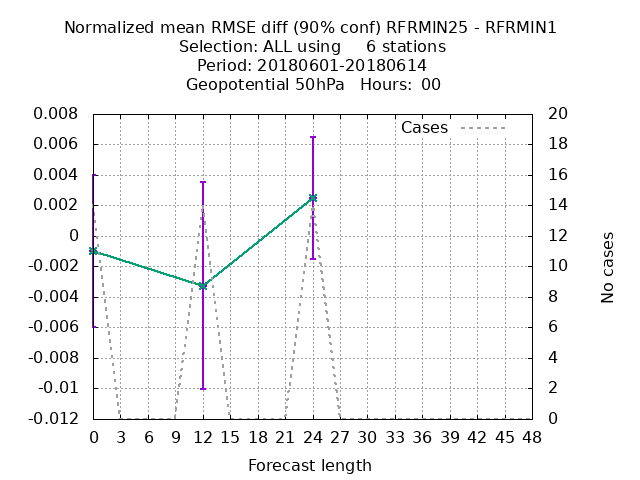 Normalized mean RMSE diff (90% conf) RFRMIN25 - RFRMIN1
Selection: ALL using     6 stations
Period: 20180601-20180614
Geopotential 50hPa   Hours:  00
Cases
0.008
0.006
0.004
0.002
0
-0.002
-0.004
-0.006
-0.008
-0.01
-0.012
20
18
16
14
12
10
8
6
4
2
0
No cases
0 3 6 9 12 15 18 21 24 27 30 33 36 39 42 45 48
Forecast length